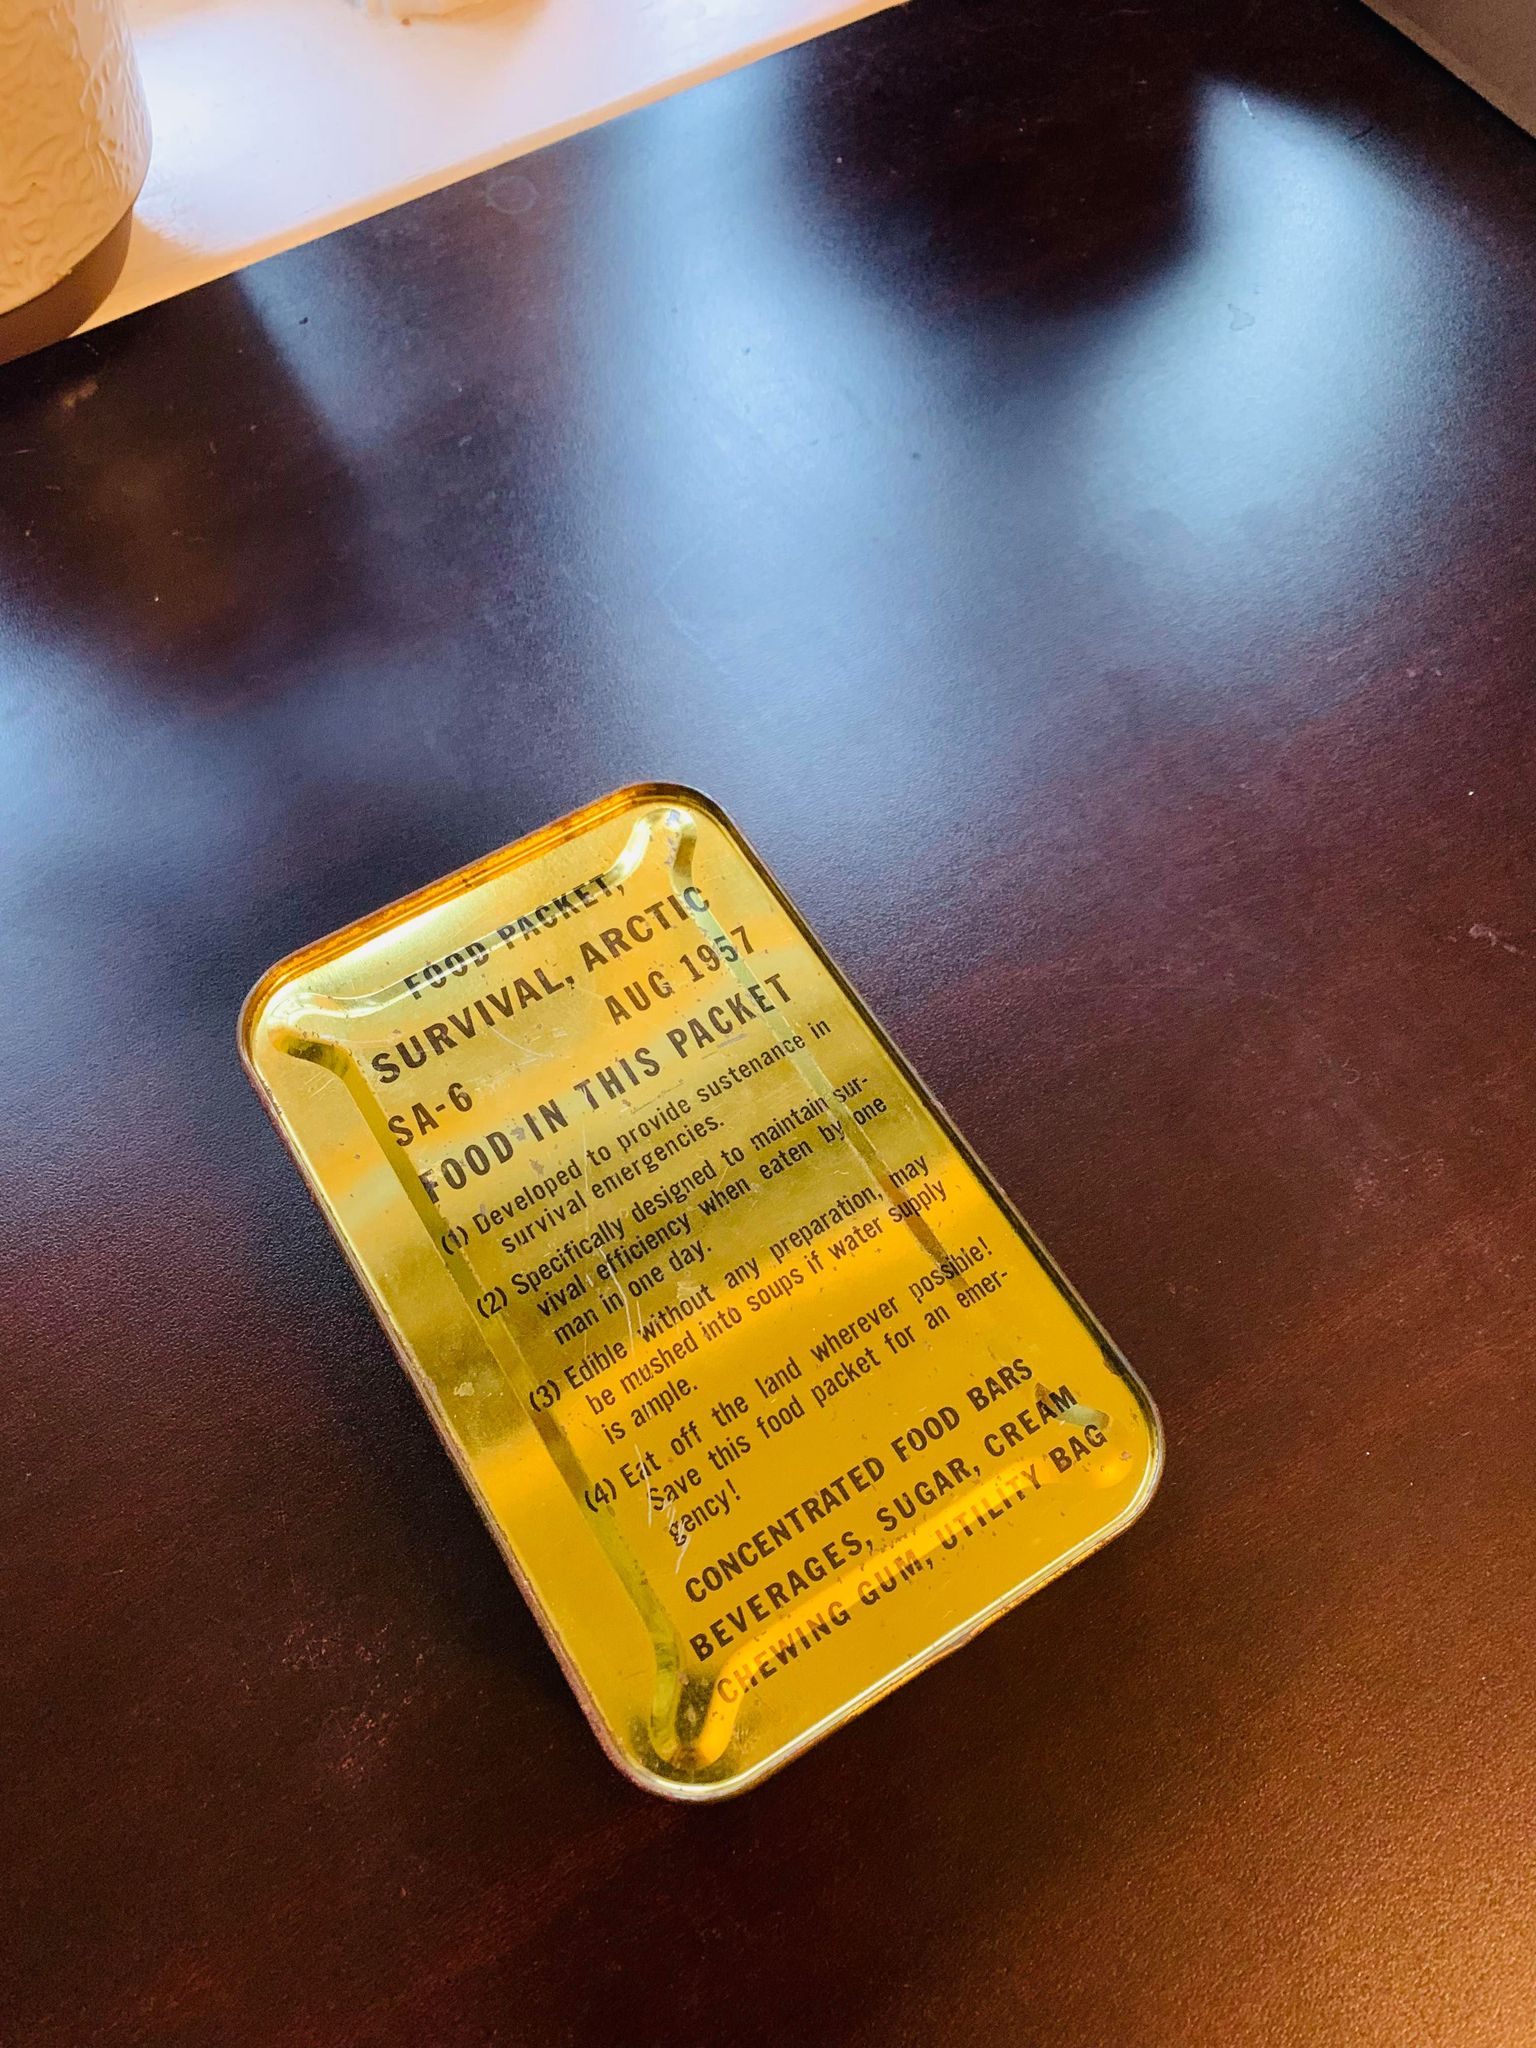 FOOD PACKET,
SURVIVAL, ARCTIC
SA-6 AUG 1957
FOOD IN THIS PACKET
(1) Developed to provide sustenance in
survival emergencies.
(2) Specifically designed to maintain sur-
vival efficiency when eaten by one
man in one day.
(3) Edible without any preparation, may
be mushed into soups if water supply
is ample.
(4) Eat off the land wherever possible!
Save this food packet for an emer-
gency!
CONCENTRATED FOOD BARS
BEVERAGES, SUGAR, CREAM
CHEWING GUM, UTILITY BAG